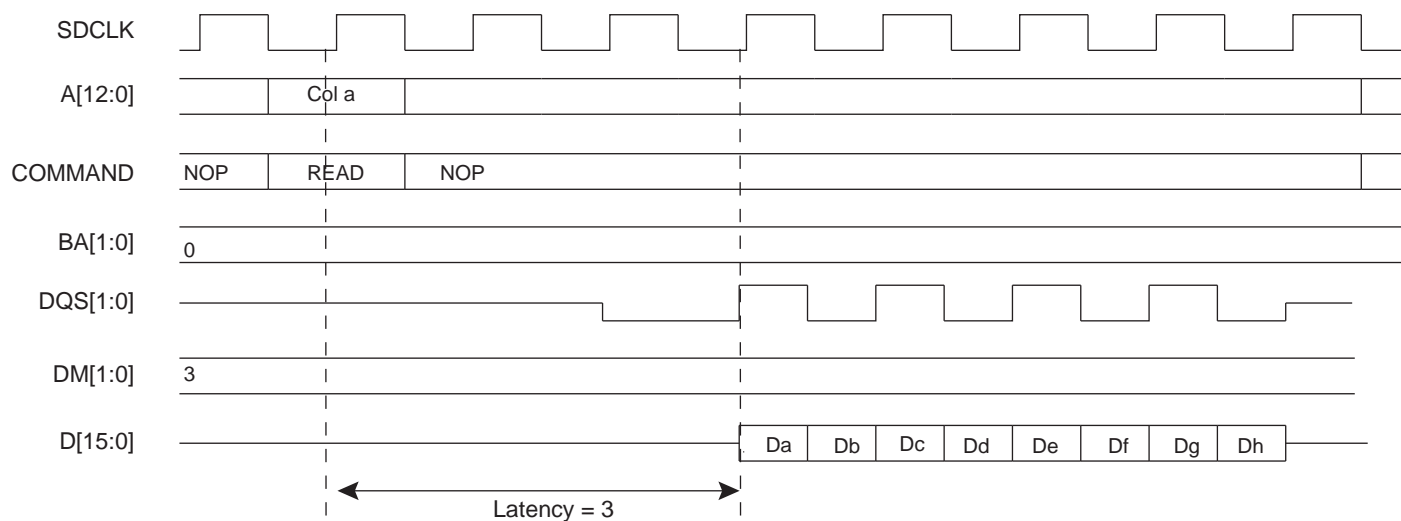 SDCLK
A[12:0]
Col a
COMMAND
NOP
READ
NOP
BA[1:0]
0
DQS[1:0]
DM[1:0]
3
D[15:0]
Da
Db
Dc
Dd
De
Df
Dg
Dh
Latency = 3